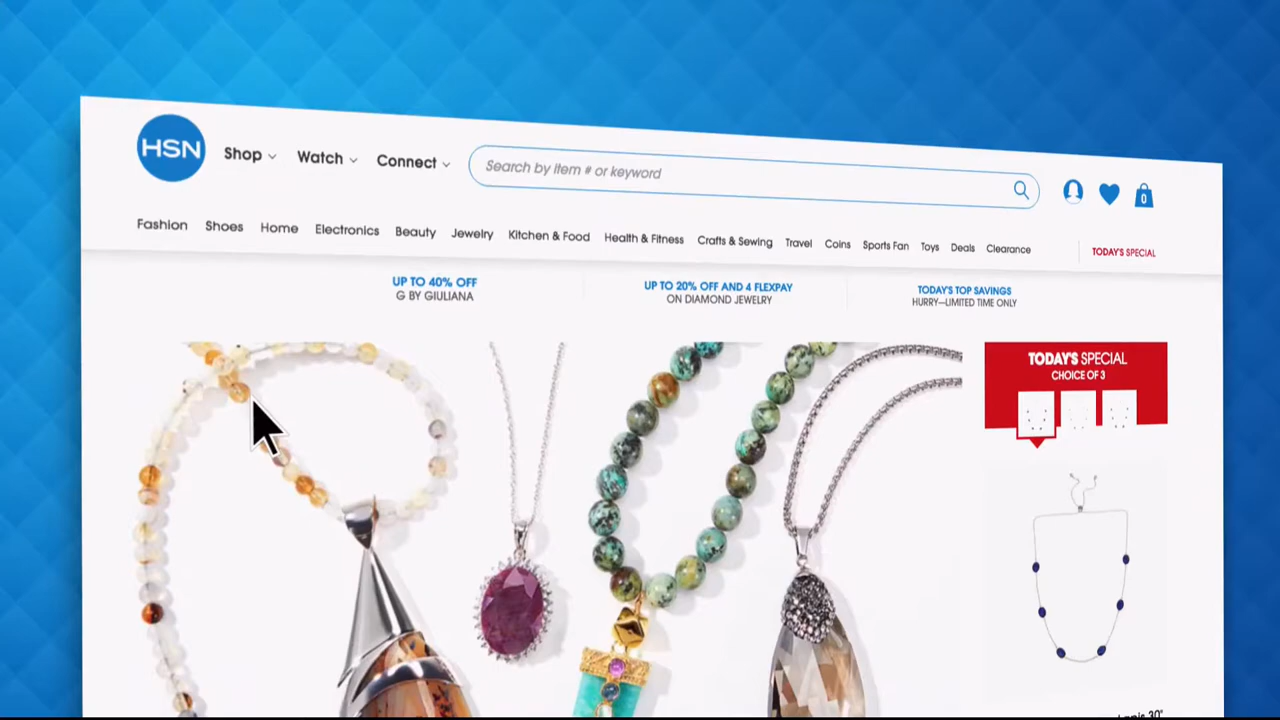 HSN
Shop Watch Connect
Search by item # or keyword
0
Fashion Shoes Home Electronics Beauty Jewelry Kitchen & Food Health & Fitness Crafts & Sewing Travel Coins Sports Fan Toys Deals Clearance TODAY'S SPECIAL
UP TO 40% OFF
G BY GIULIANA
UP TO 20% OFF AND 4 FLEXPAY
ON DIAMOND JEWELRY
TODAY'S TOP SAVINGS
HURRY—LIMITED TIME ONLY
TODAY'S SPECIAL
CHOICE OF 3
30"